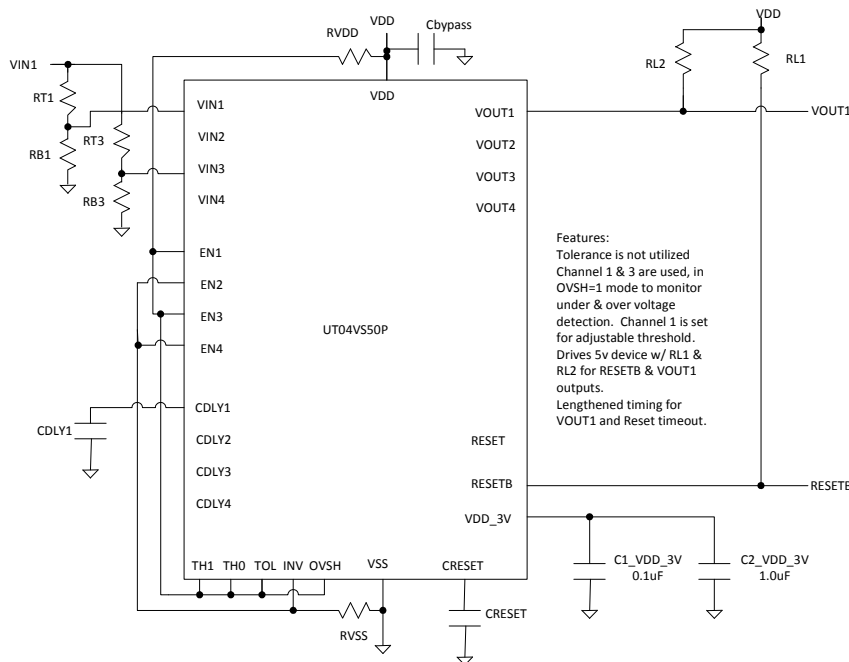 VDD
Cbypass
RVDD
VDD
RL2
RL1
VIN1
RT1
RB1
RT3
RB3
VDD
VIN1
VIN2
VIN3
VIN4
EN1
EN2
EN3
EN4
CDLY1
CDLY2
CDLY3
CDLY4
CDLY1
UT04VS50P
VOUT1
VOUT2
VOUT3
VOUT4
VOUT1
Features:
Tolerance is not utilized
Channel 1 & 3 are used, in
OVSH=1 mode to monitor
under & over voltage
detection. Channel 1 is set
for adjustable threshold.
Drives 5v device w/ RL1 &
RL2 for RESETB & VOUT1
outputs.
Lengthened timing for
VOUT1 and Reset timeout.
RESET
RESETB
RESETB
VDD_3V
TH1 TH0 TOL INV OVSH VSS CRESET
C1_VDD_3V
0.1uF
C2_VDD_3V
1.0uF
RVSS
CRESET